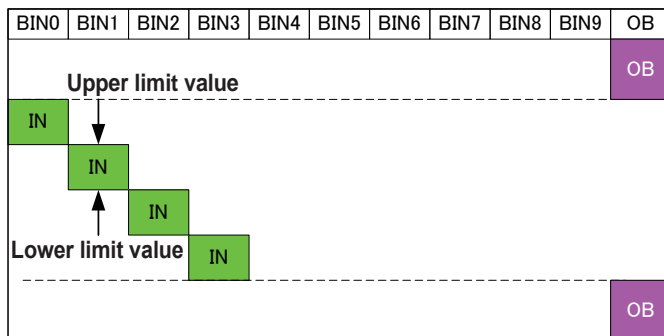 BIN0 BIN1 BIN2 BIN3 BIN4 BIN5 BIN6 BIN7 BIN8 BIN9 OB
OB
Upper limit value
IN
IN
IN
Lower limit value
IN
OB